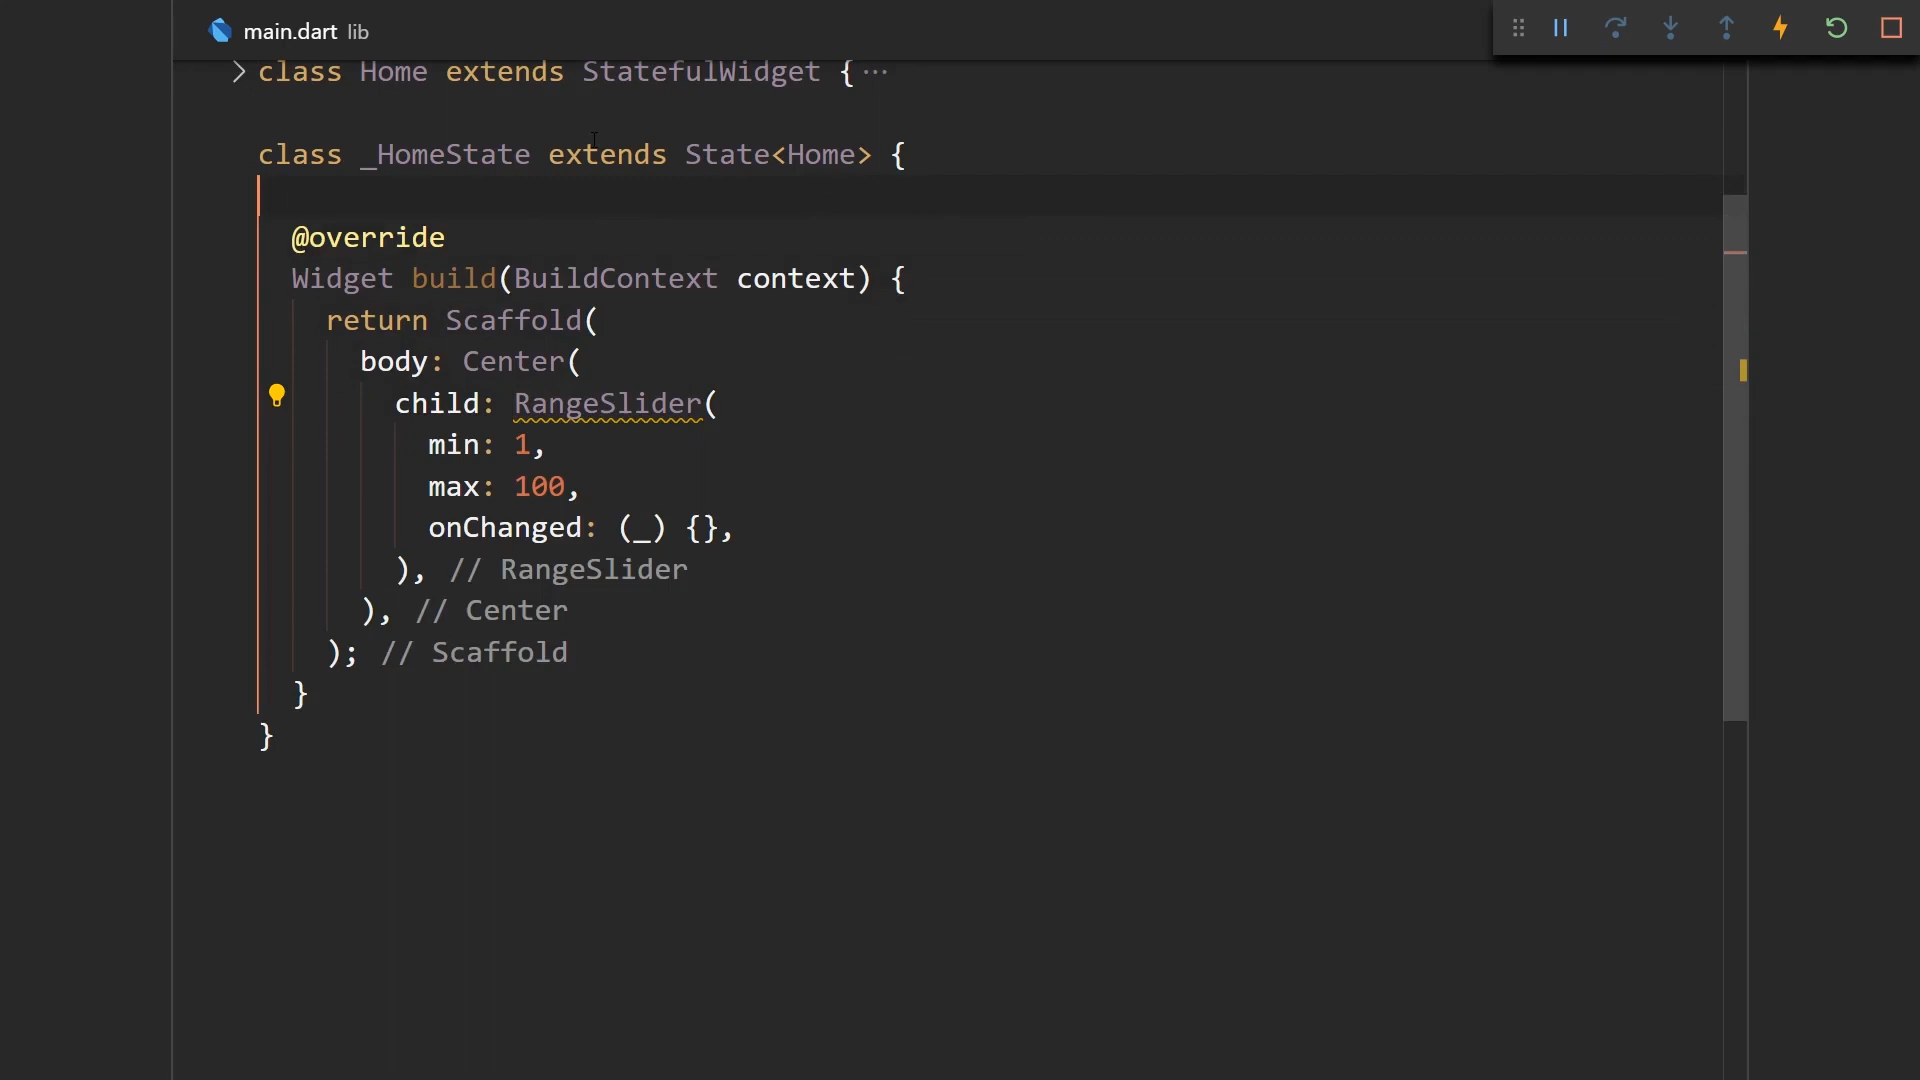 main.dart lib
class Home extends StatefulWidget { ···
class _HomeState extends State<Home> {
@override
Widget build(BuildContext context) {
return Scaffold(
body: Center(
child: RangeSlider(
min: 1,
max: 100,
onChanged: (_) {},
), // RangeSlider
), // Center
); // Scaffold
}
}